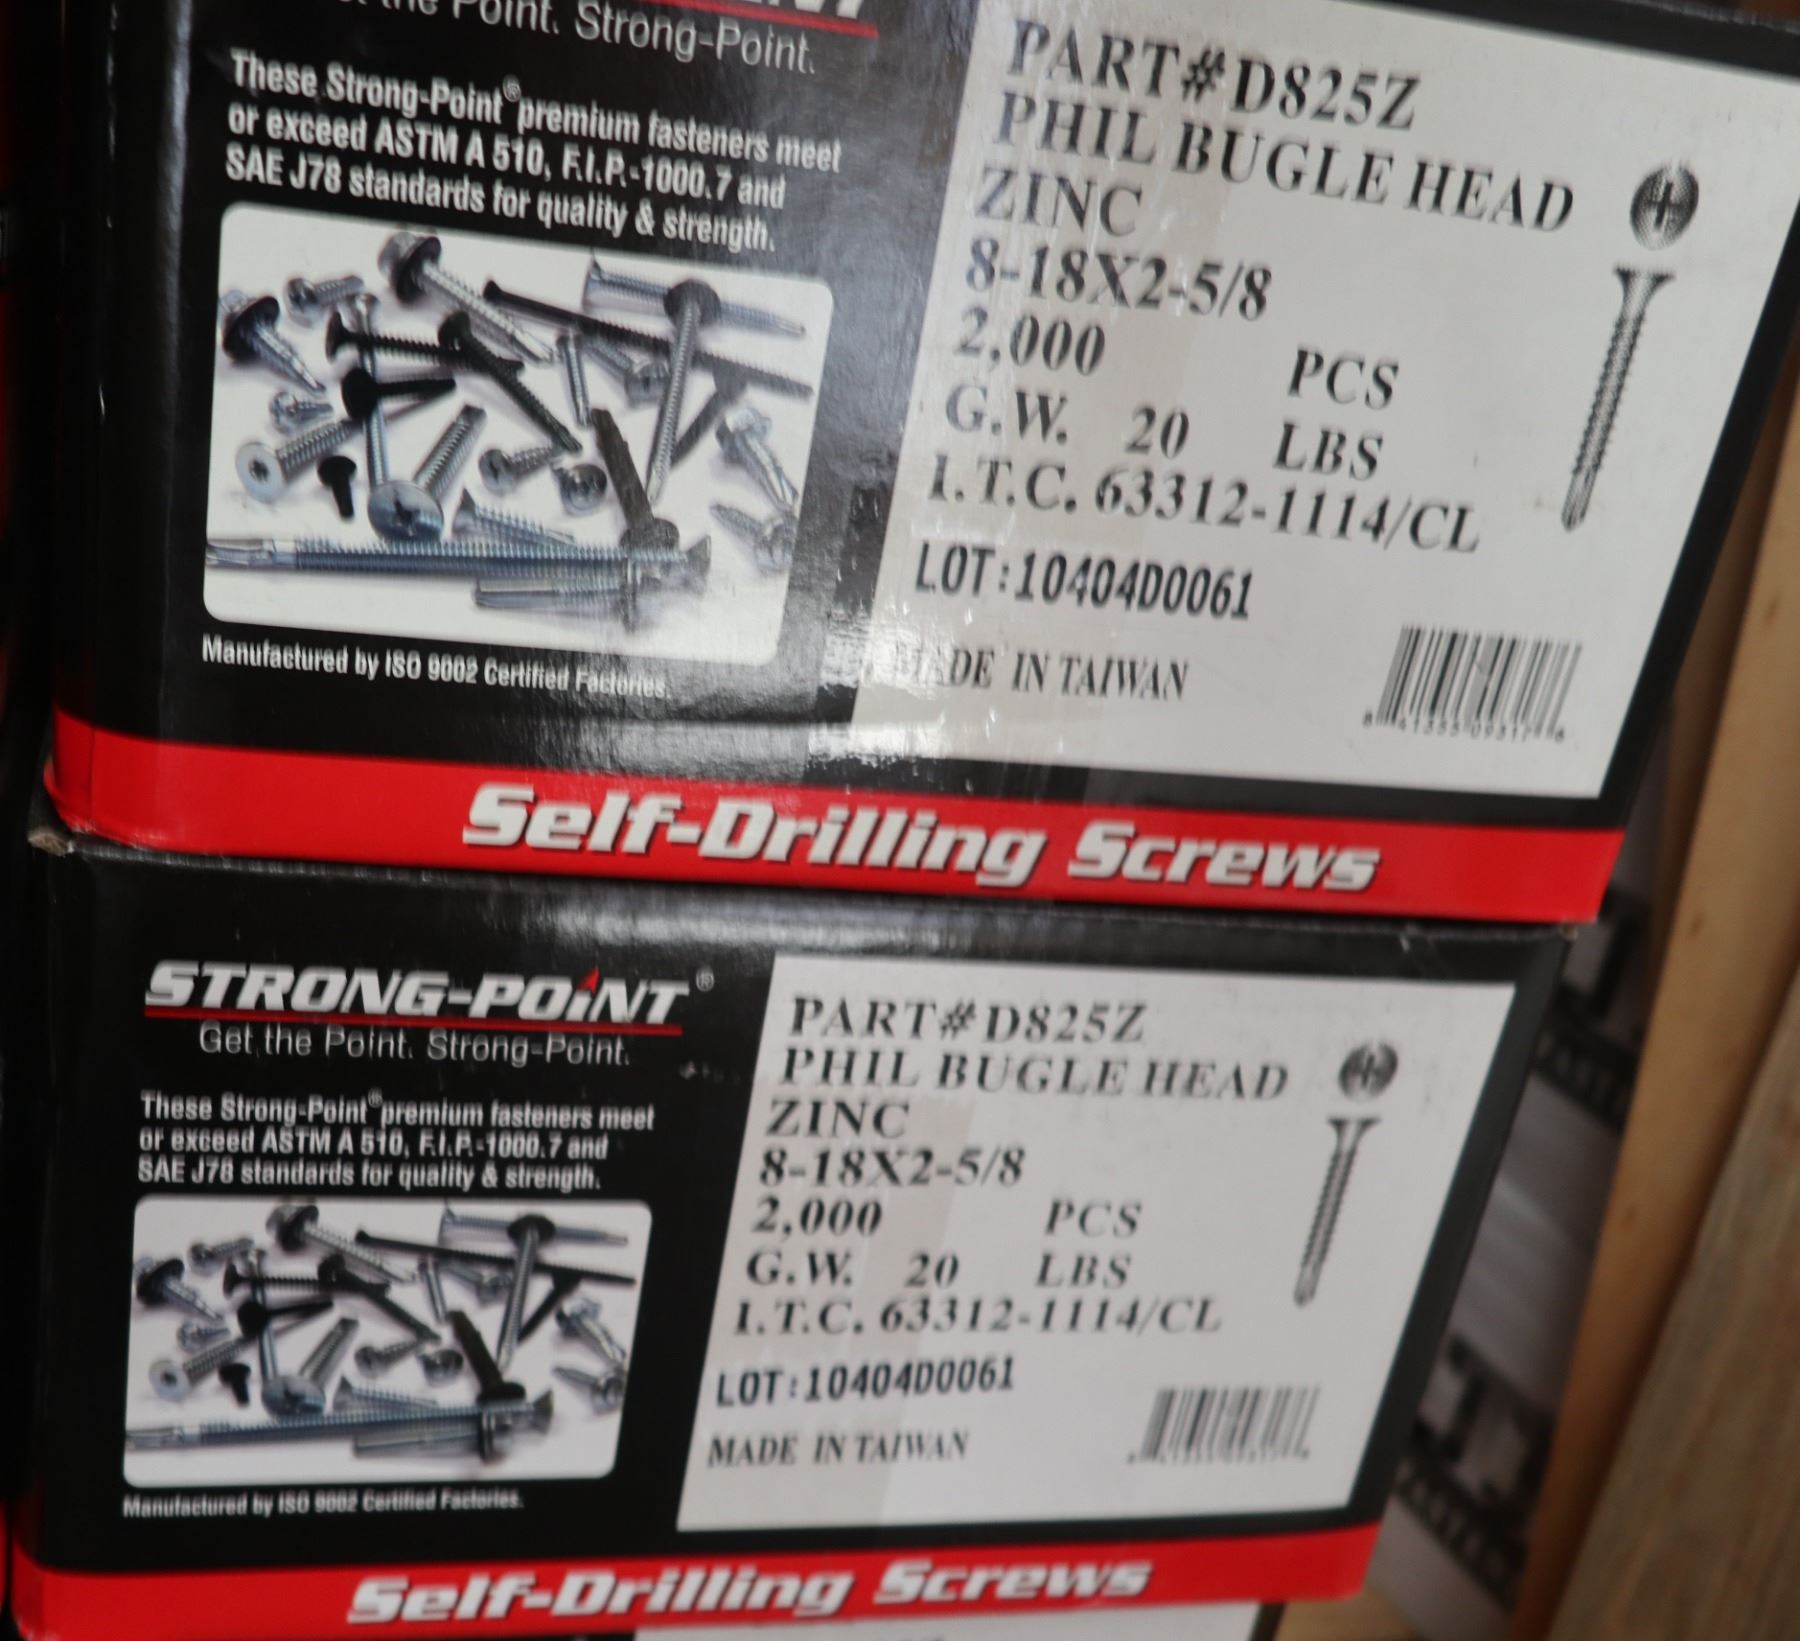 the Point. Strong-Point.
These Strong-Point® premium fasteners meet
or exceed ASTM A 510, F.I.P.-1000.7 and
SAE J78 standards for quality & strength.
Manufactured by ISO 9002 Certified Factories.
PART#D825Z
PHIL BUGLE HEAD
ZINC
8-18X2-5/8
2,000 PCS
G.W. 20 LBS
I.T.C. 63312-1114/CL
LOT:10404D0061
MADE IN TAIWAN
Self-Drilling Screws
STRONG-POINT®
Get the Point. Strong-Point.
These Strong-Point® premium fasteners meet
or exceed ASTM A 510, F.I.P.-1000.7 and
SAE J78 standards for quality & strength.
Manufactured by ISO 9002 Certified Factories.
PART#D825Z
PHIL BUGLE HEAD
ZINC
8-18X2-5/8
2,000 PCS
G.W. 20 LBS
I.T.C. 63312-1114/CL
LOT:10404D0061
MADE IN TAIWAN
Self-Drilling Screws